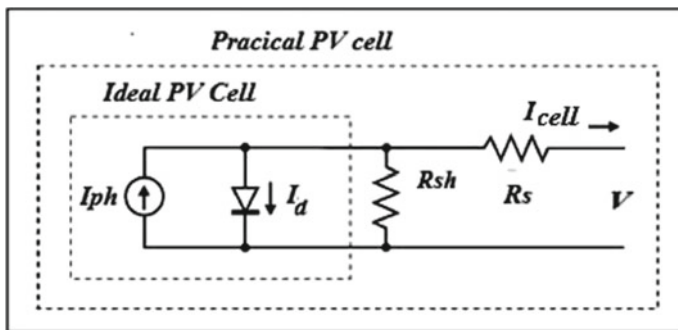 Pracical PV cell
Ideal PV Cell
Icell
Iph
Id
Rsh
Rs
V